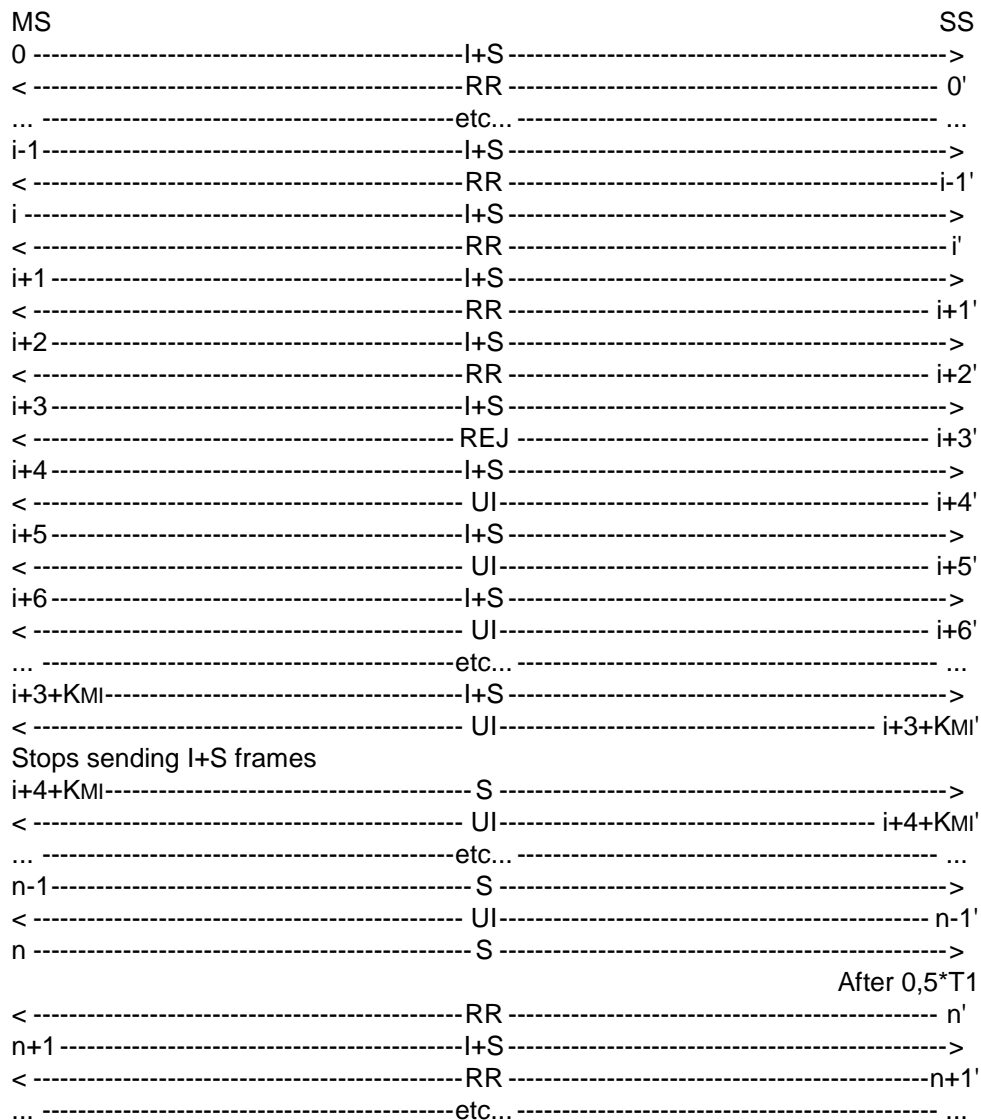 MS SS
0 ------------------------------------------------I+S-------------------------------------------------->
< ------------------------------------------------RR ------------------------------------------------ 0'
... -----------------------------------------------etc... ----------------------------------------------- ...
i-1-----------------------------------------------I+S-------------------------------------------------->
< ------------------------------------------------RR ------------------------------------------------i-1'
i -------------------------------------------------I+S-------------------------------------------------->
< ------------------------------------------------RR ------------------------------------------------- i'
i+1-----------------------------------------------I+S-------------------------------------------------->
< ------------------------------------------------RR ----------------------------------------------- i+1'
i+2-----------------------------------------------I+S-------------------------------------------------->
< ------------------------------------------------RR ----------------------------------------------- i+2'
i+3-----------------------------------------------I+S-------------------------------------------------->
< ----------------------------------------------- REJ ---------------------------------------------- i+3'
i+4-----------------------------------------------I+S-------------------------------------------------->
< ------------------------------------------------ UI------------------------------------------------ i+4'
i+5-----------------------------------------------I+S-------------------------------------------------->
< ------------------------------------------------ UI------------------------------------------------ i+5'
i+6-----------------------------------------------I+S-------------------------------------------------->
< ------------------------------------------------ UI------------------------------------------------ i+6'
... -----------------------------------------------etc... ----------------------------------------------- ...
i+3+KMI-----------------------------------------I+S-------------------------------------------------->
< ------------------------------------------------ UI------------------------------------------ i+3+KMI'
Stops sending I+S frames
i+4+KMI----------------------------------------- S -------------------------------------------------->
< ------------------------------------------------ UI------------------------------------------ i+4+KMI'
... -----------------------------------------------etc... ----------------------------------------------- ...
n-1----------------------------------------------- S -------------------------------------------------->
< ------------------------------------------------ UI------------------------------------------------ n-1'
n ------------------------------------------------- S -------------------------------------------------->
After 0,5*T1
< ------------------------------------------------RR ------------------------------------------------ n'
n+1 ----------------------------------------------I+S-------------------------------------------------->
< ------------------------------------------------RR -----------------------------------------------n+1'
... -----------------------------------------------etc... ----------------------------------------------- ...